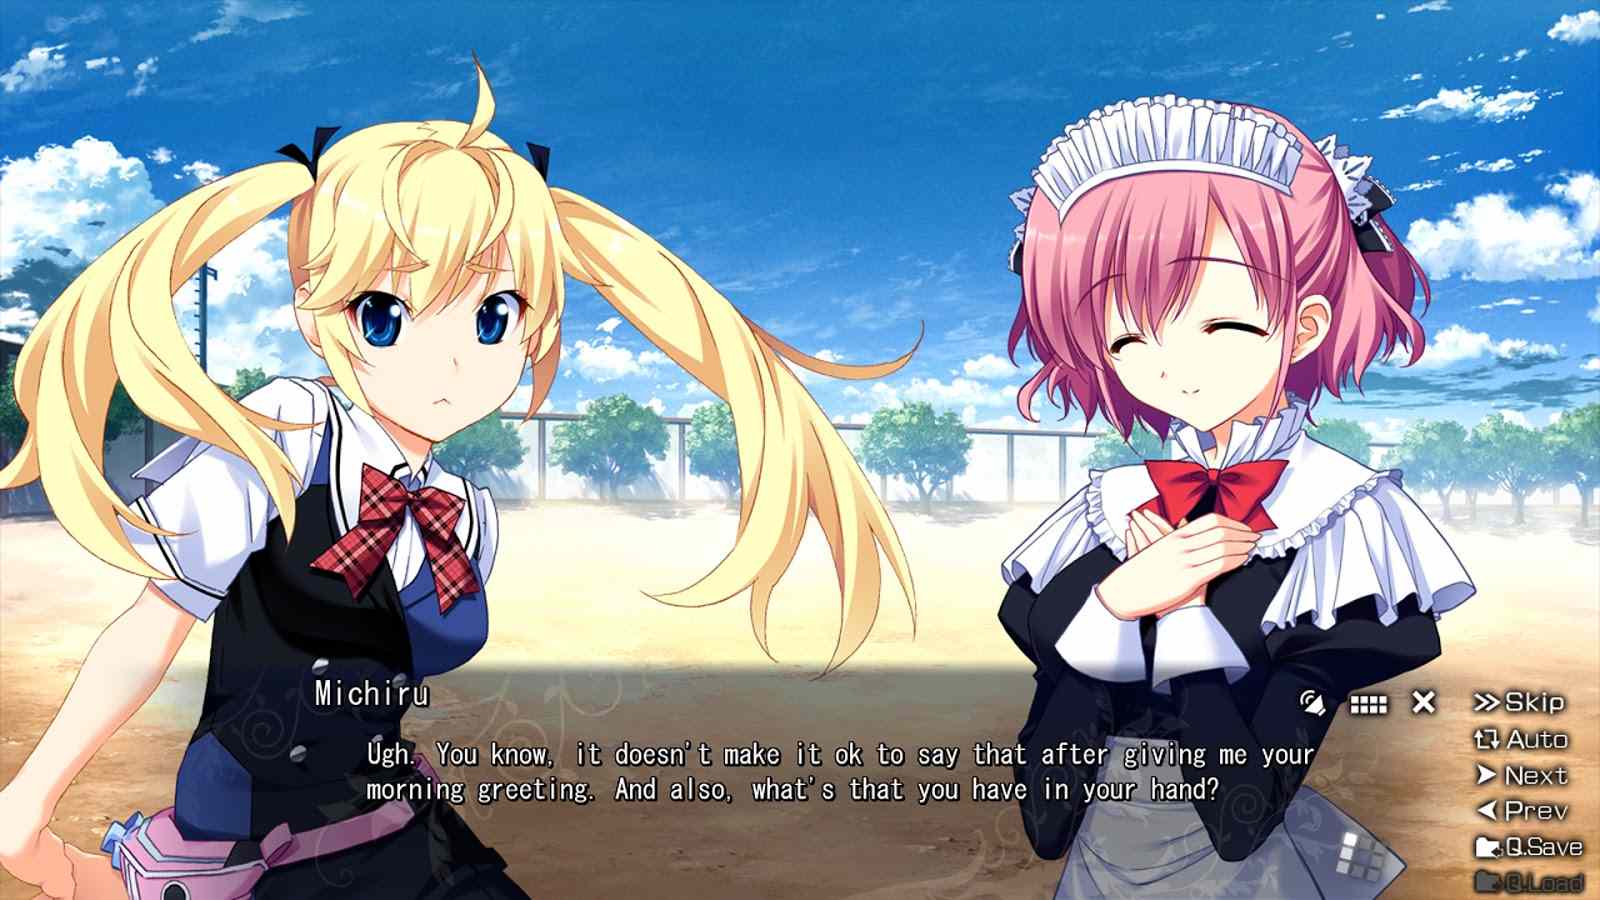 Michiru
Ugh. You know, it doesn't make it ok to say that after giving me your
morning greeting. And also, what's that you have in your hand?
Skip
Auto
Next
Prev
Q.Save
Q.Load